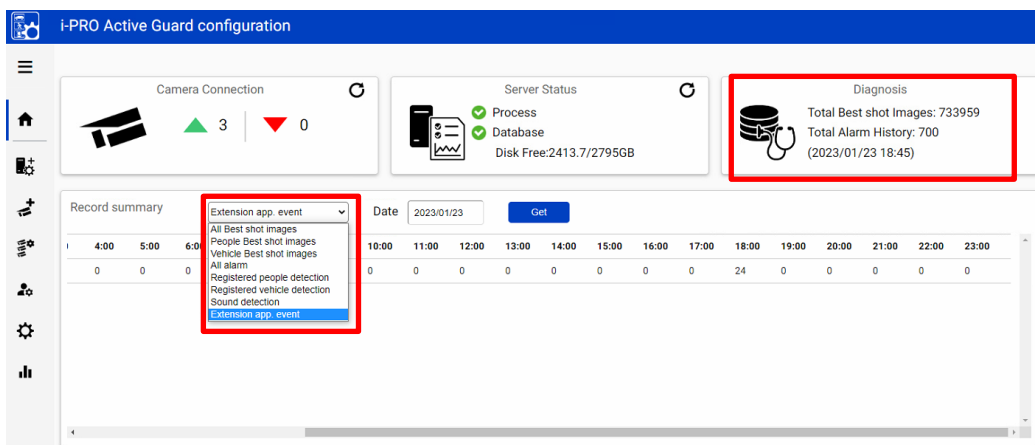 i-PRO Active Guard configuration
Camera Connection
3
0
Server Status
Process
Database
Disk Free:2413.7/2795GB
Diagnosis
Total Best shot Images: 733959
Total Alarm History: 700
(2023/01/23 18:45)
Record summary
Extension app. event
Date
2023/01/23
Get
All Best shot images
People Best shot images
Vehicle Best shot images
All alarm
Registered people detection
Registered vehicle detection
Sound detection
Extension app. event
4:00 5:00 6:00 10:00 11:00 12:00 13:00 14:00 15:00 16:00 17:00 18:00 19:00 20:00 21:00 22:00 23:00
0 0 0 0 0 0 0 0 0 0 0 24 0 0 0 0 0